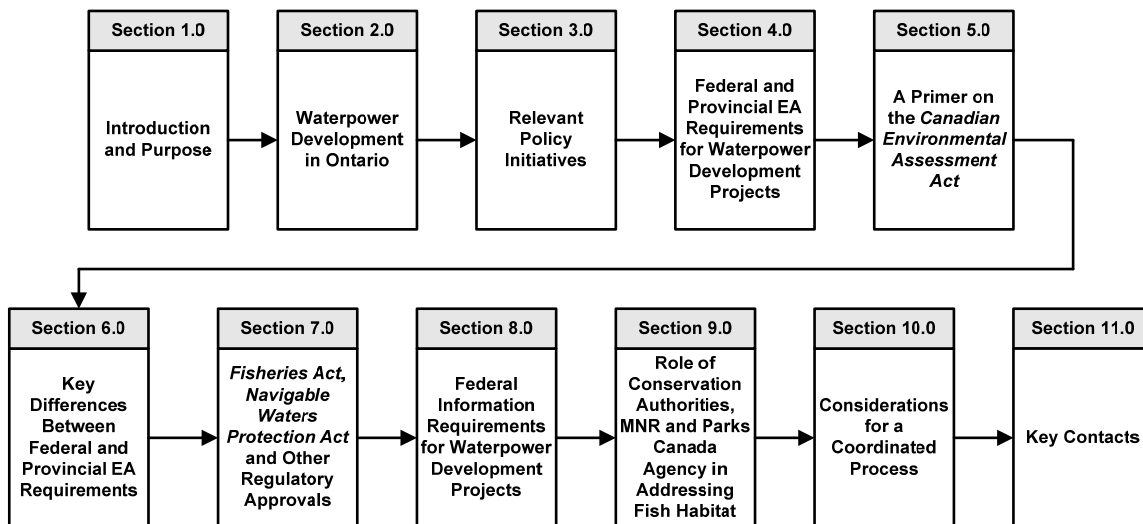 Section 1.0
Introduction
and Purpose
Section 2.0
Waterpower
Development
in Ontario
Section 3.0
Relevant
Policy
Initiatives
Section 4.0
Federal and
Provincial EA
Requirements
for Waterpower
Development
Projects
Section 5.0
A Primer on
the Canadian
Environmental
Assessment
Act
Section 6.0
Key
Differences
Between
Federal and
Provincial EA
Requirements
Section 7.0
Fisheries Act,
Navigable
Waters
Protection Act
and Other
Regulatory
Approvals
Section 8.0
Federal
Information
Requirements
for Waterpower
Development
Projects
Section 9.0
Role of
Conservation
Authorities,
MNR and Parks
Canada
Agency in
Addressing
Fish Habitat
Section 10.0
Considerations
for a
Coordinated
Process
Section 11.0
Key Contacts